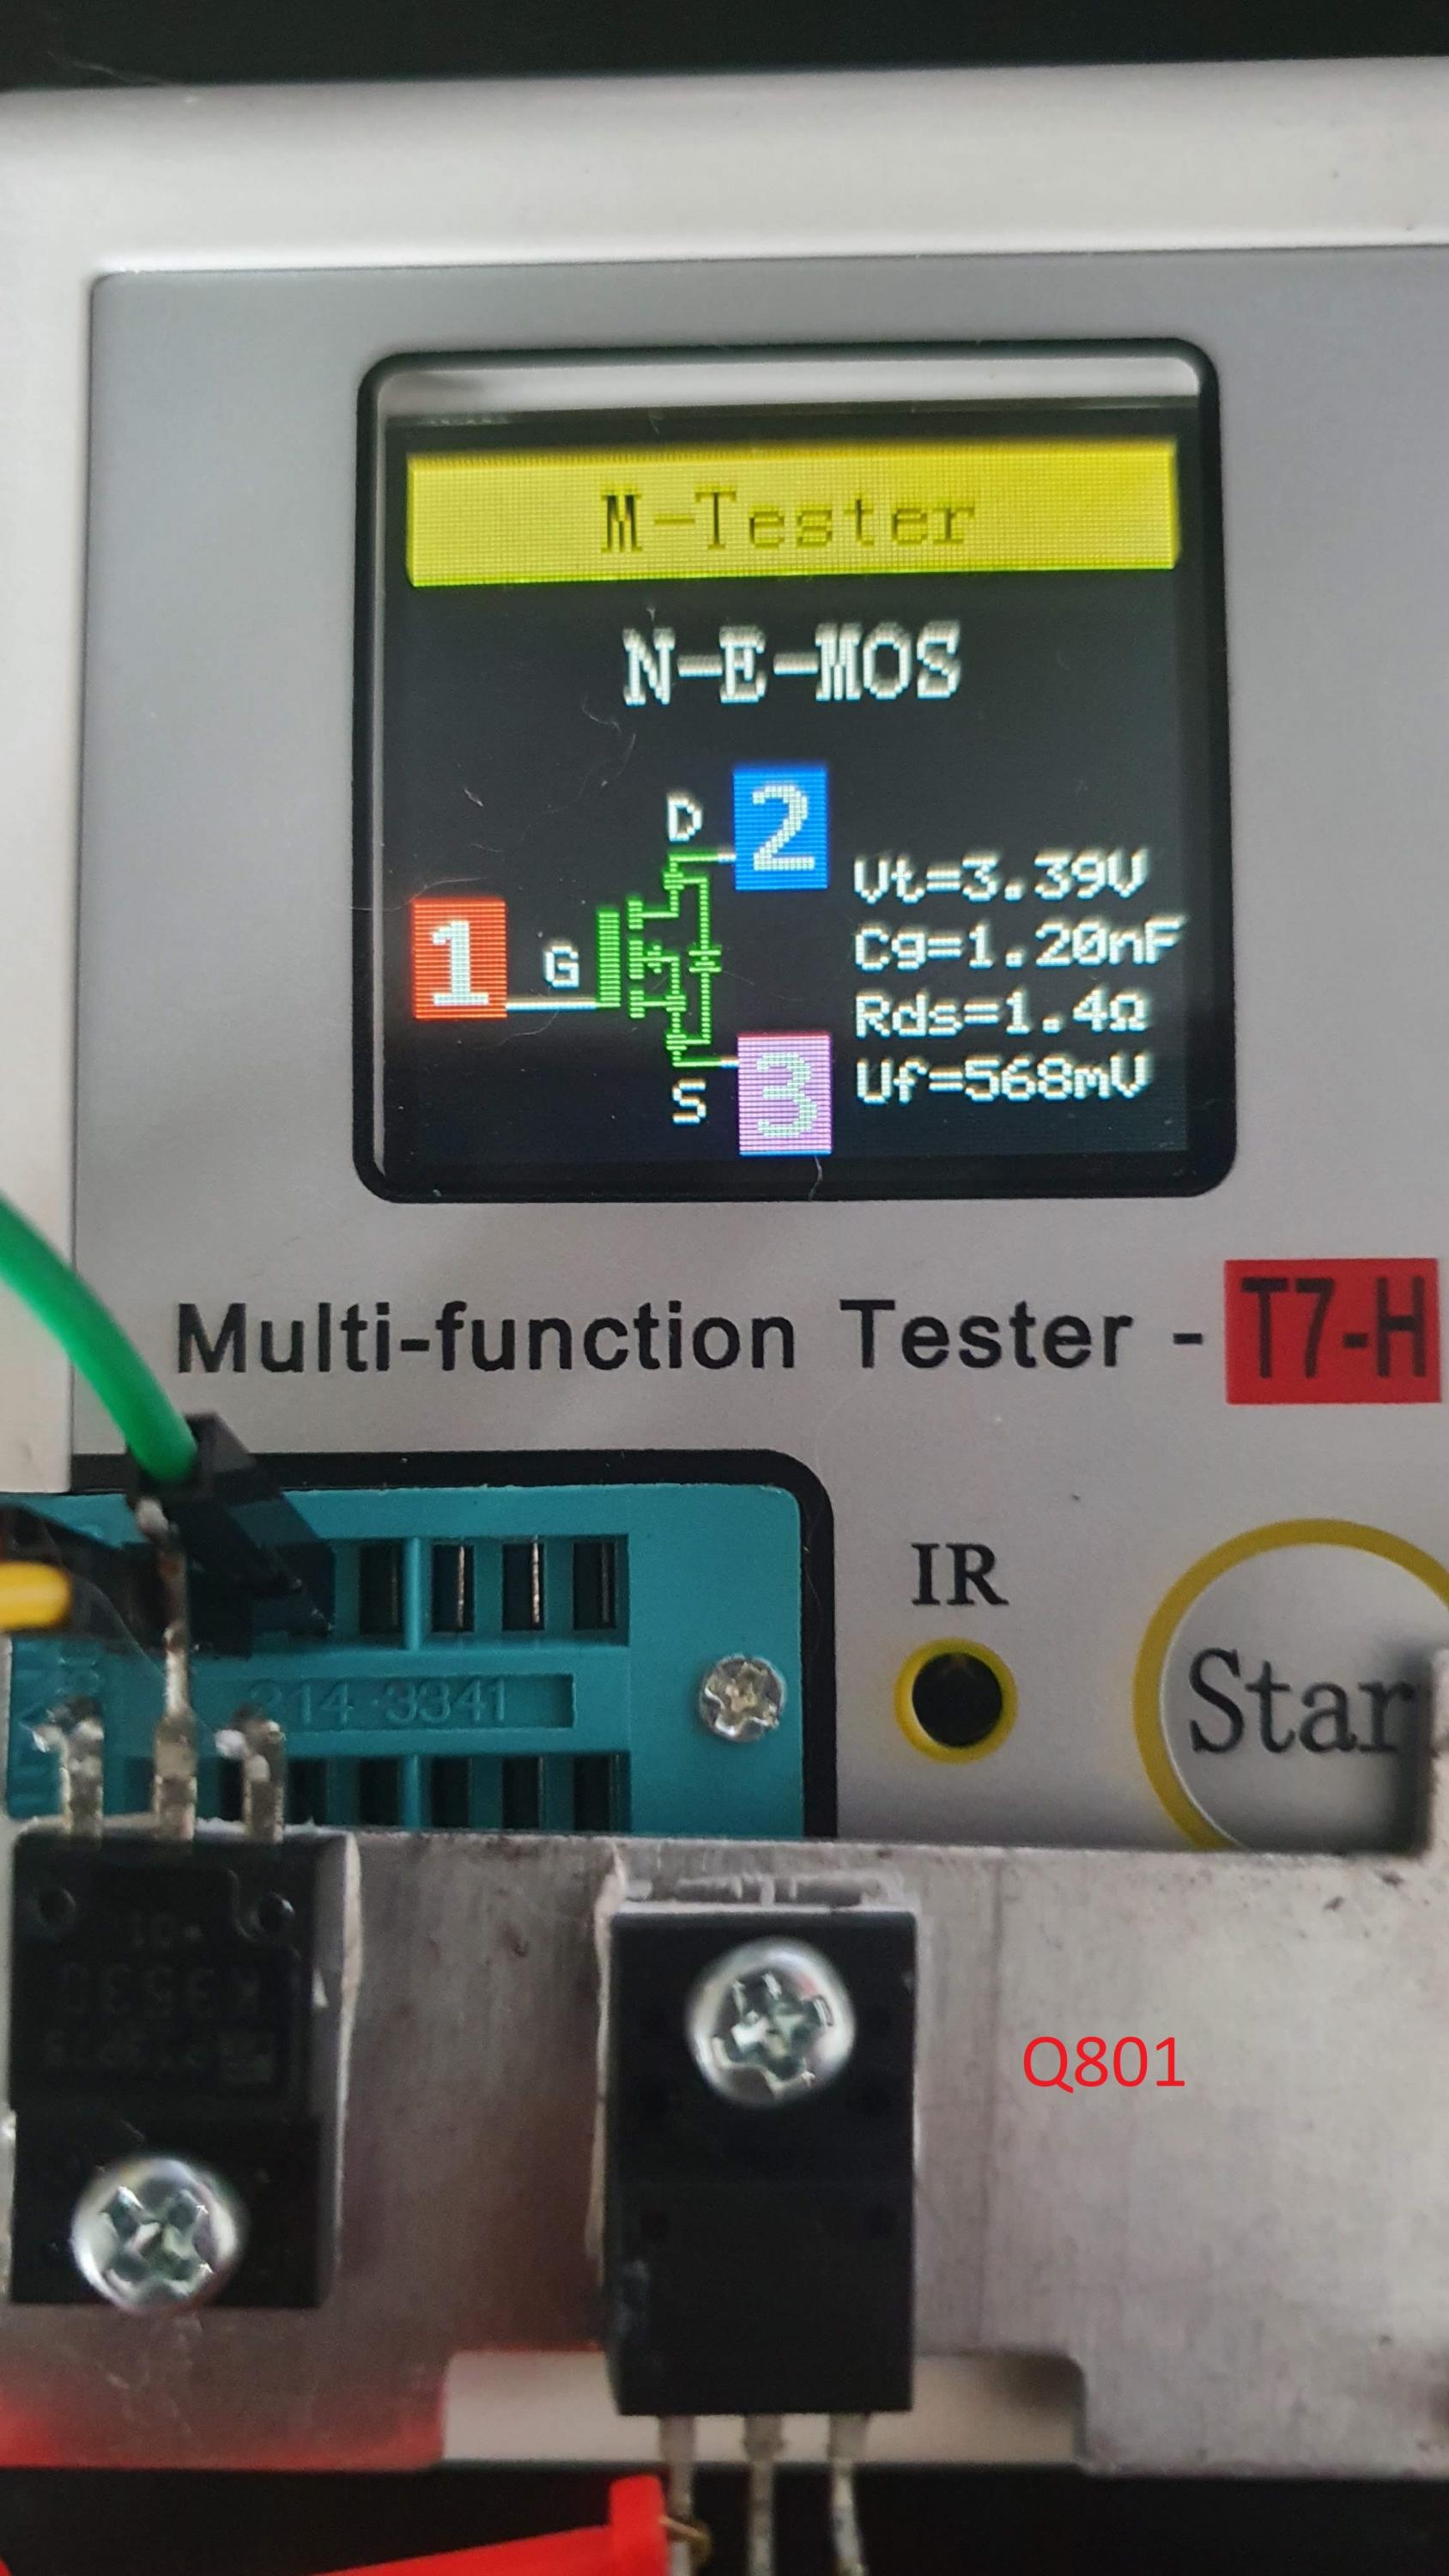 M-Tester
N-E-MOS
D
2
Vt=3.39V
1
G
Cg=1.20nF
Rds=1.4Ω
Uf=568mV
S
3
Multi-function Tester - T7-H
IR
214-3341
Star
Q801